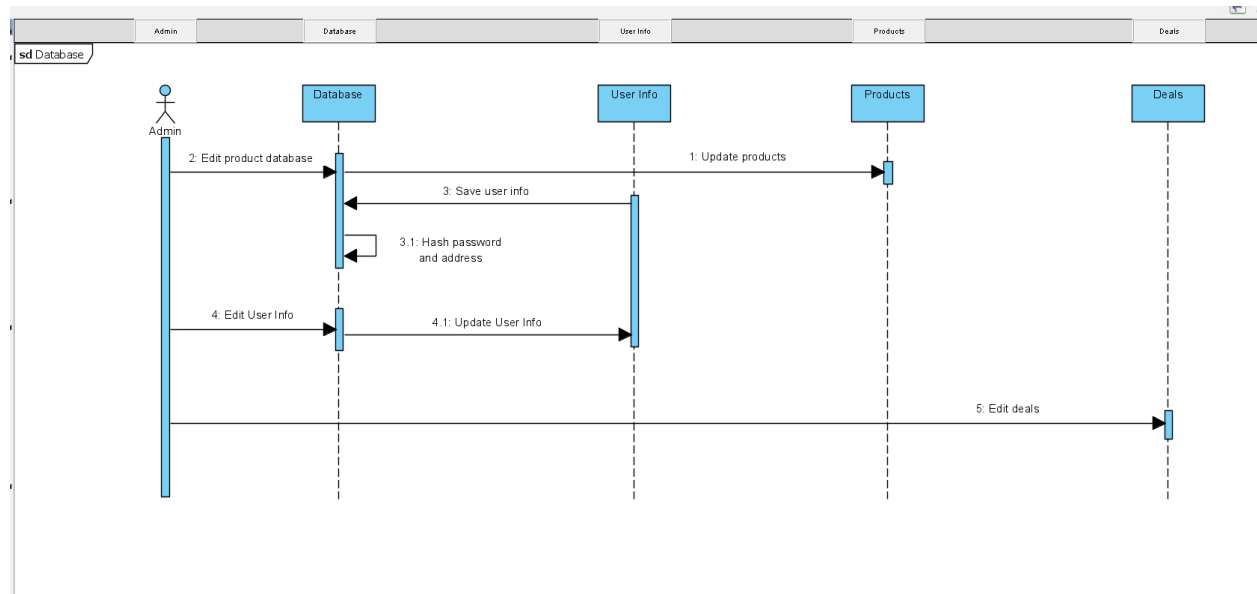 Admin Database User Info Products Deals
sd Database
Database User Info Products Deals
Admin
2: Edit product database 1: Update products
3: Save user info
3.1: Hash password
and address
4: Edit User Info 4.1: Update User Info
5: Edit deals